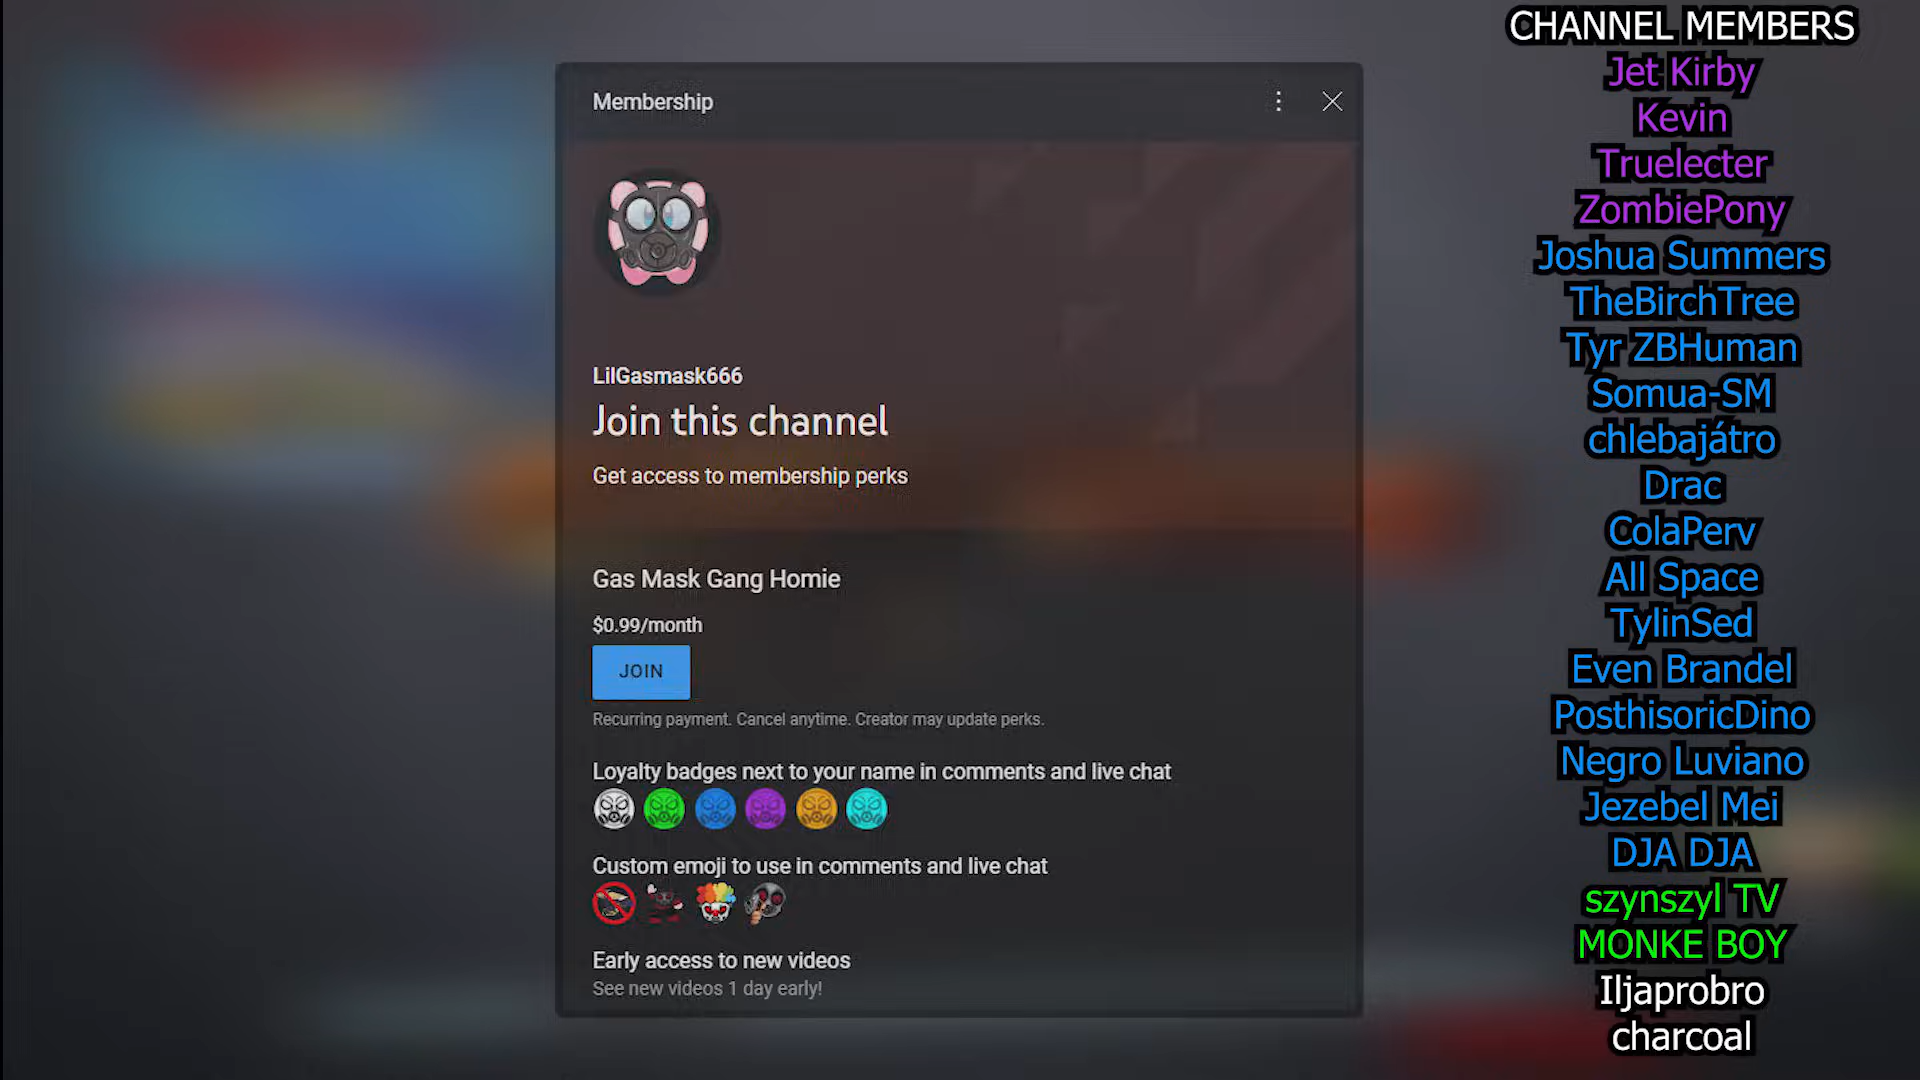 Membership
LilGasmask666
Join this channel
Get access to membership perks
Gas Mask Gang Homie
$0.99/month
JOIN
Recurring payment. Cancel anytime. Creator may update perks.
Loyalty badges next to your name in comments and live chat
Custom emoji to use in comments and live chat
Early access to new videos
See new videos 1 day early!
CHANNEL MEMBERS
Jet Kirby
Kevin
Truelecter
ZombiePony
Joshua Summers
TheBirchTree
Tyr ZBHuman
Somua-SM
chlebajátro
Drac
ColaPerv
All Space
TylinSed
Even Brandel
PosthisoricDino
Negro Luviano
Jezebel Mei
DJA DJA
szynszyl TV
MONKE BOY
Iljaprobro
charcoal